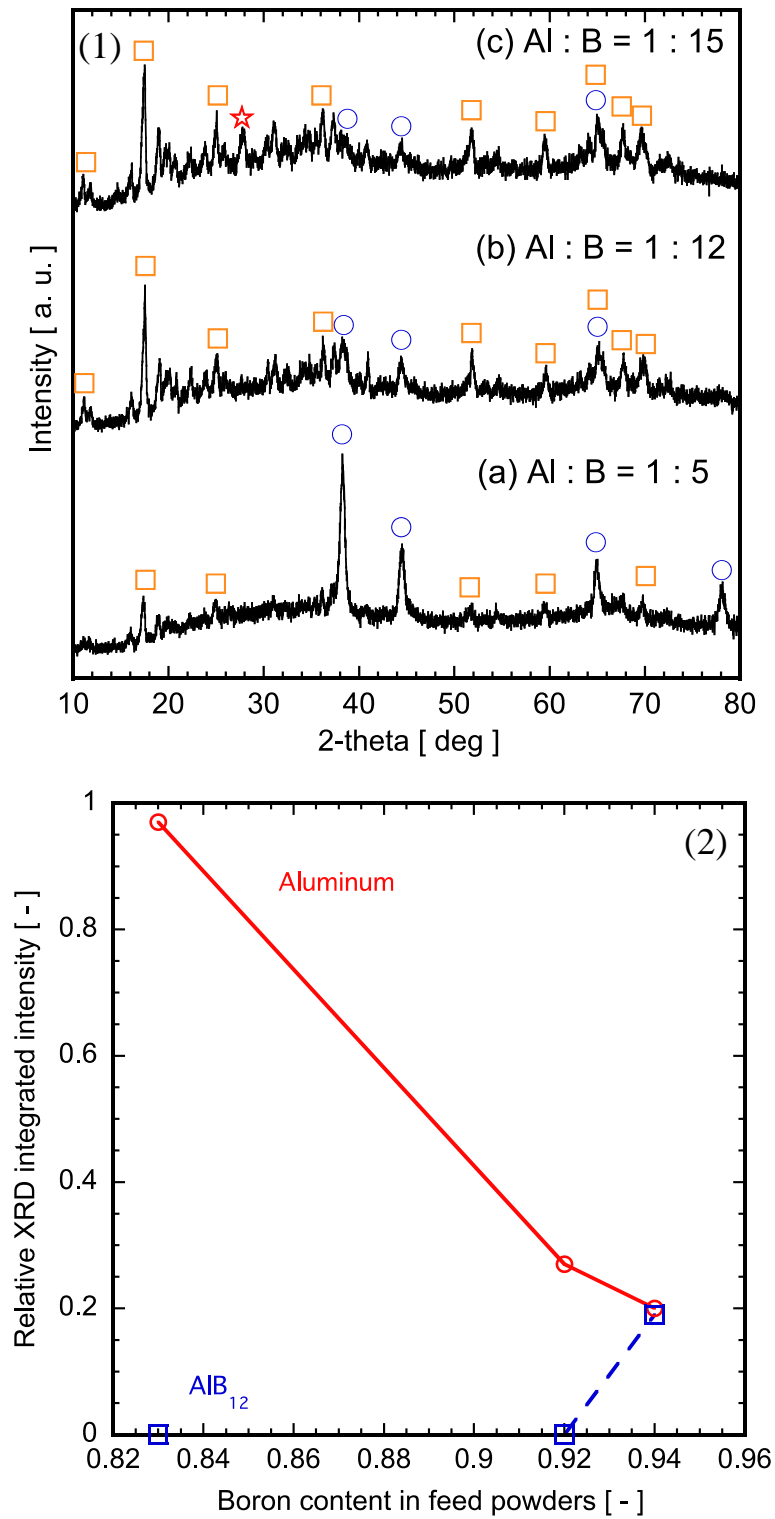 (1)
(c) Al : B = 1 : 15
(b) Al : B = 1 : 12
(a) Al : B = 1 : 5
Intensity [ a. u. ]
10 20 30 40 50 60 70 80
2-theta [ deg ]
(2)
Aluminum
AlB12
Relative XRD integrated intensity [ - ]
1
0.8
0.6
0.4
0.2
0
0.82 0.84 0.86 0.88 0.9 0.92 0.94 0.96
Boron content in feed powders [ - ]